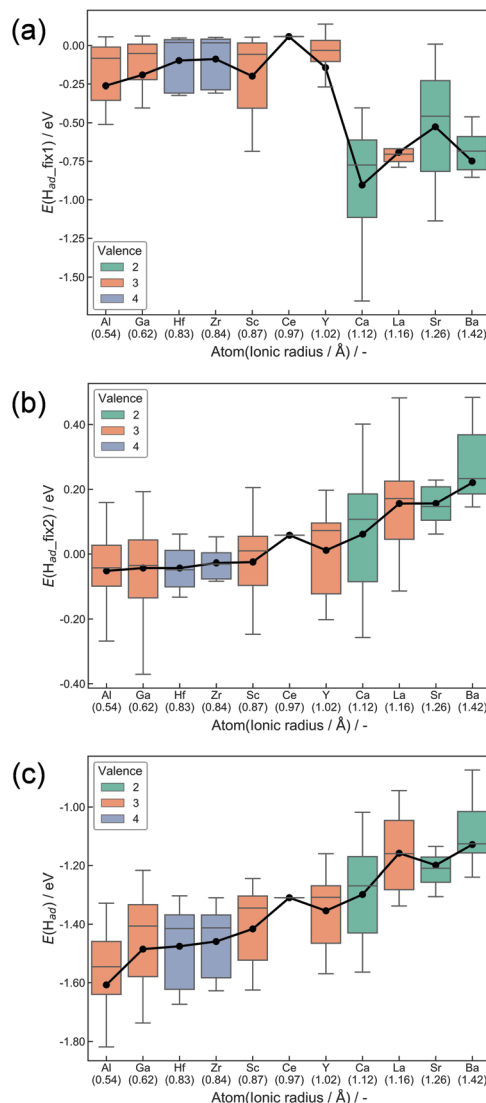 (a)
E(H_ad_fix1) / eV
0.00
-0.25
-0.50
-0.75
-1.00
-1.25
-1.50
Valence
2
3
4
Al Ga Hf Zr Sc Ce Y Ca La Sr Ba
(0.54) (0.62) (0.83) (0.84) (0.87) (0.97) (1.02) (1.12) (1.16) (1.26) (1.42)
Atom(Ionic radius / Å) / -
(b)
E(H_ad_fix2) / eV
0.40
0.20
0.00
-0.20
-0.40
Valence
2
3
4
Al Ga Hf Zr Sc Ce Y Ca La Sr Ba
(0.54) (0.62) (0.83) (0.84) (0.87) (0.97) (1.02) (1.12) (1.16) (1.26) (1.42)
Atom(Ionic radius / Å) / -
(c)
E(H_ad) / eV
-1.00
-1.20
-1.40
-1.60
-1.80
Valence
2
3
4
Al Ga Hf Zr Sc Ce Y Ca La Sr Ba
(0.54) (0.62) (0.83) (0.84) (0.87) (0.97) (1.02) (1.12) (1.16) (1.26) (1.42)
Atom(Ionic radius / Å) / -